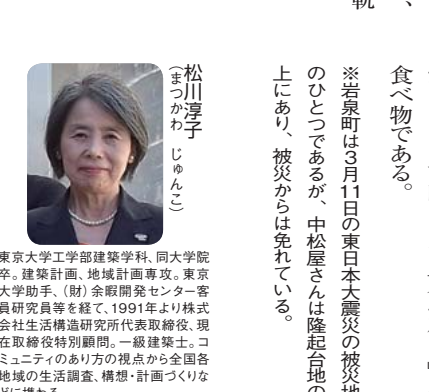 軌
、
食べ物である。
※岩泉町は3月11日の東日本大震災の被災地
のひとつであるが、中松屋さんは隆起台地の
上にあり、被災からは免れている。
松川淳子
(まつかわ じゅんこ)
東京大学工学部建築学科、同大学院
卒。建築計画、地域計画専攻。東京
大学助手、(財)余暇開発センター客
員研究員等を経て、1991年より株式
会社生活構造研究所代表取締役、現
在取締役特別顧問。一級建築士。コ
ミュニティのあり方の視点から全国各
地域の生活調査、構想・計画づくりな
どに携わる。